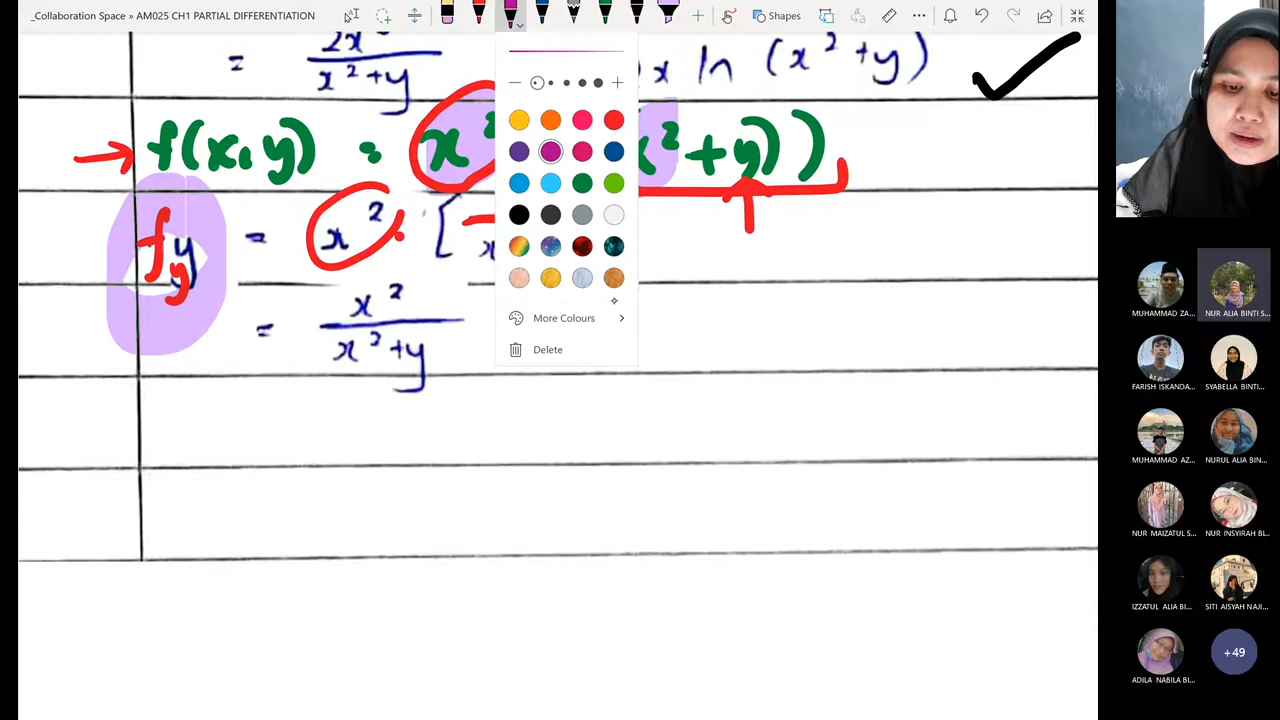 _Collaboration Space » AM025 CH1 PARTIAL DIFFERENTIATION
Shapes
= 2x / x² + y x ln (x² + y)
f(x,y) = x² x² + y))
fy = x² · [
= x² / x² + y
More Colours
Delete
MUHAMMAD ZA...
NUR ALIA BINTI S...
FARISH ISKANDA...
SYABELLA BINTI...
MUHAMMAD AZ...
NURUL ALIA BIN...
NUR MAIZATUL S...
NUR INSYIRAH BI...
IZZATUL ALIA BI...
SITI AISYAH NAJI...
ADILA NABILA BI...
+49